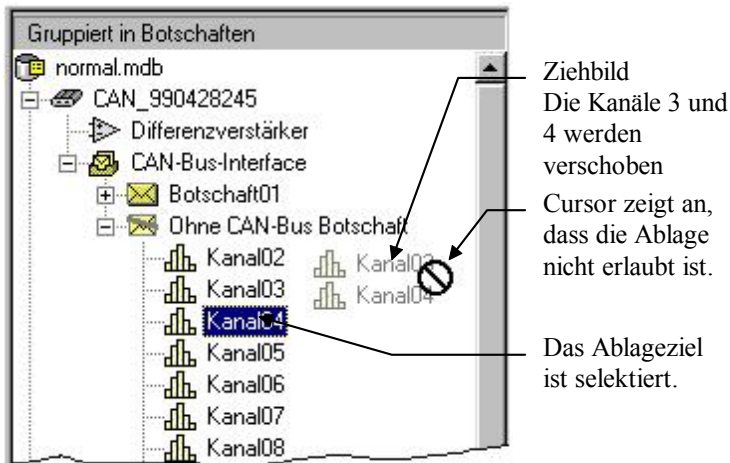 Gruppiert in Botschaften
normal.mdb
CAN_990428245
Differenzverstärker
CAN-Bus-Interface
Botschaft01
Ohne CAN-Bus Botschaft
Kanal02
Kanal03
Kanal04
Kanal05
Kanal06
Kanal07
Kanal08
Kanal03
Kanal04
Ziehbild
Die Kanäle 3 und
4 werden
verschoben
Cursor zeigt an,
dass die Ablage
nicht erlaubt ist.
Das Ablageziel
ist selektiert.